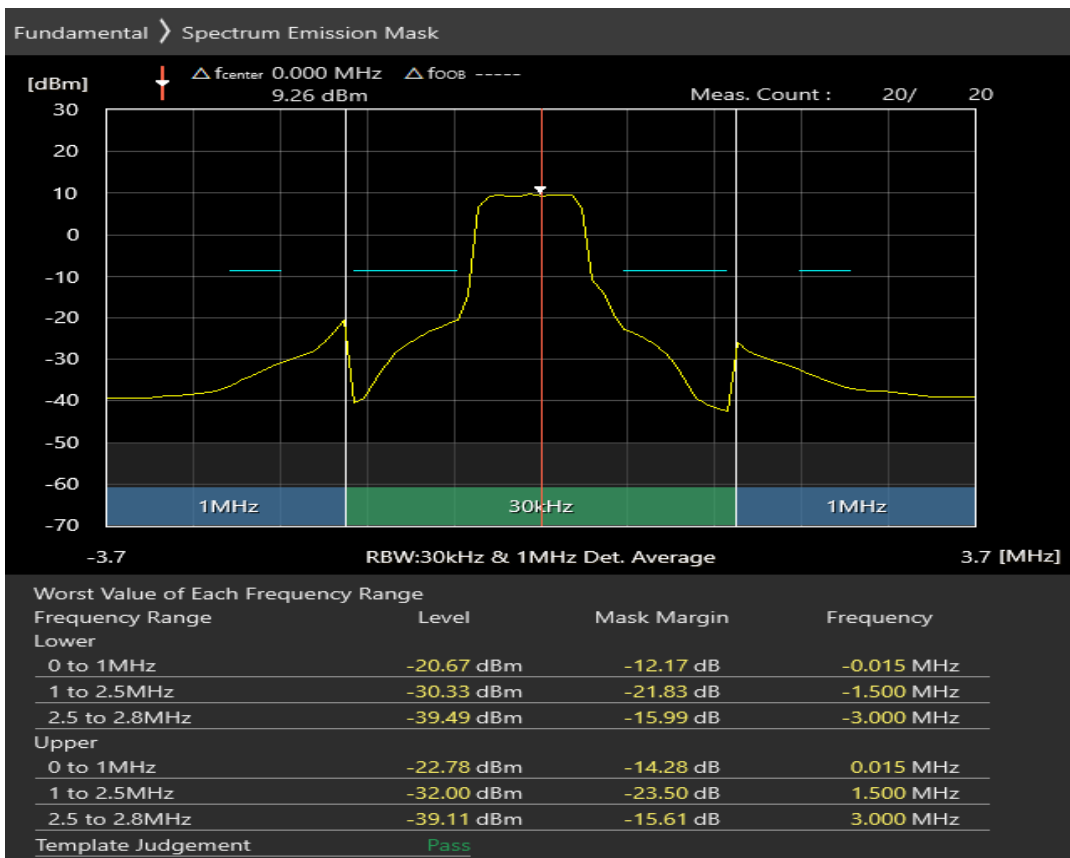 Fundamental 〉 Spectrum Emission Mask
[dBm] △ fcenter 0.000 MHz △ fOOB -----
9.26 dBm Meas. Count : 20/ 20
30
20
10
0
-10
-20
-30
-40
-50
-60
1MHz 30kHz 1MHz
-70
-3.7 RBW:30kHz & 1MHz Det. Average 3.7 [MHz]
Worst Value of Each Frequency Range
Frequency Range Level Mask Margin Frequency
Lower
0 to 1MHz -20.67 dBm -12.17 dB -0.015 MHz
1 to 2.5MHz -30.33 dBm -21.83 dB -1.500 MHz
2.5 to 2.8MHz -39.49 dBm -15.99 dB -3.000 MHz
Upper
0 to 1MHz -22.78 dBm -14.28 dB 0.015 MHz
1 to 2.5MHz -32.00 dBm -23.50 dB 1.500 MHz
2.5 to 2.8MHz -39.11 dBm -15.61 dB 3.000 MHz
Template Judgement Pass